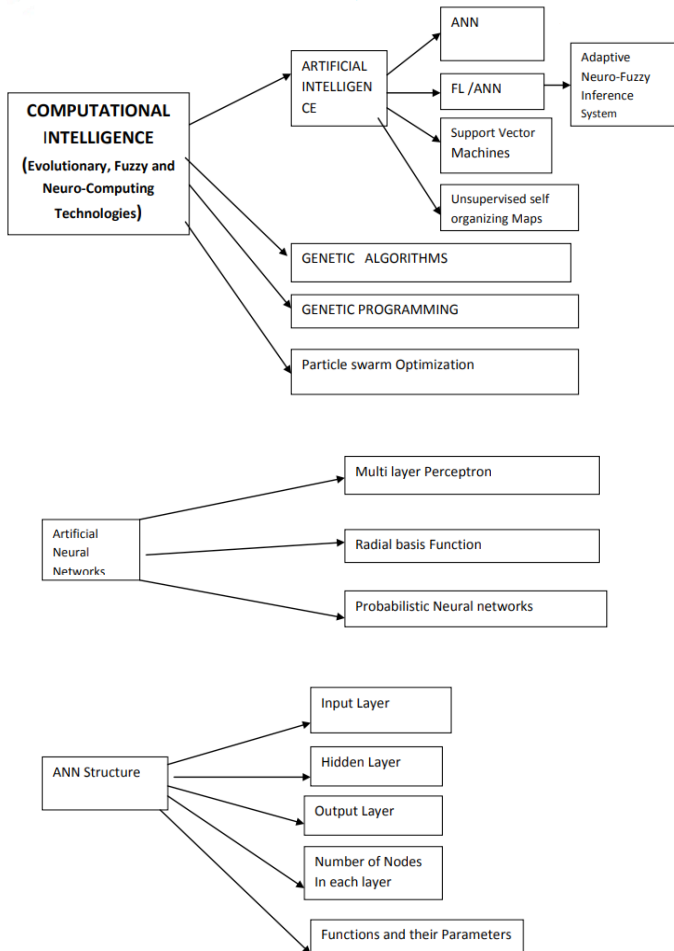 COMPUTATIONAL
INTELLIGENCE
(Evolutionary, Fuzzy and
Neuro-Computing
Technologies)
ARTIFICIAL
INTELLIGEN
CE
ANN
FL /ANN
Adaptive
Neuro-Fuzzy
Inference
System
Support Vector
Machines
Unsupervised self
organizing Maps
GENETIC ALGORITHMS
GENETIC PROGRAMMING
Particle swarm Optimization
Artificial
Neural
Networks
Multi layer Perceptron
Radial basis Function
Probabilistic Neural networks
ANN Structure
Input Layer
Hidden Layer
Output Layer
Number of Nodes
In each layer
Functions and their Parameters